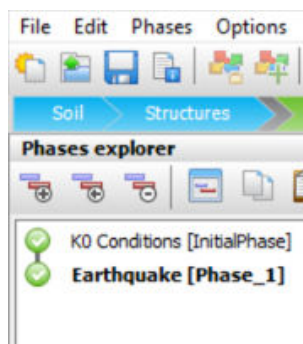 File Edit Phases Options
Soil Structures
Phases explorer
K0 Conditions [InitialPhase]
Earthquake [Phase_1]